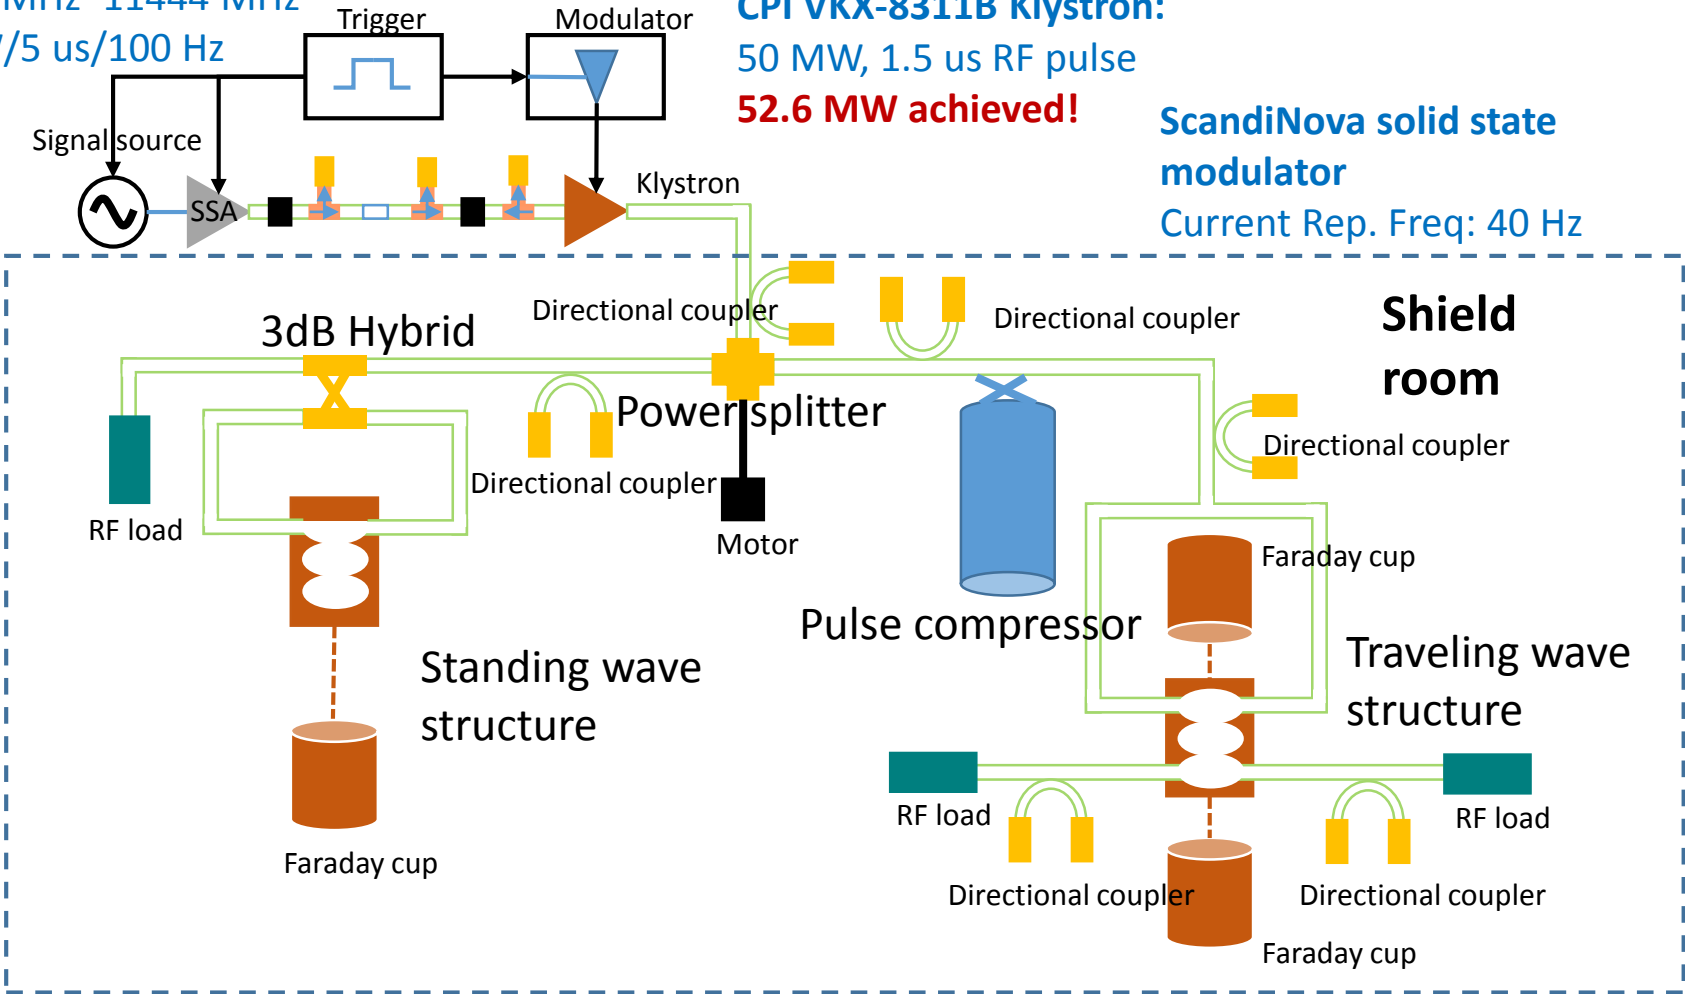 MHz 11444 MHz
/5 us/100 Hz
Trigger
Modulator
CPI VKX-8311B Klystron:
50 MW, 1.5 us RF pulse
52.6 MW achieved!
ScandiNova solid state
modulator
Current Rep. Freq: 40 Hz
Signal source
SSA
Klystron
Directional coupler
3dB Hybrid
Directional coupler
Shield
room
Power splitter
Directional coupler
Directional coupler
RF load
Motor
Faraday cup
Pulse compressor
Standing wave
structure
Traveling wave
structure
RF load
RF load
Faraday cup
Directional coupler
Directional coupler
Faraday cup